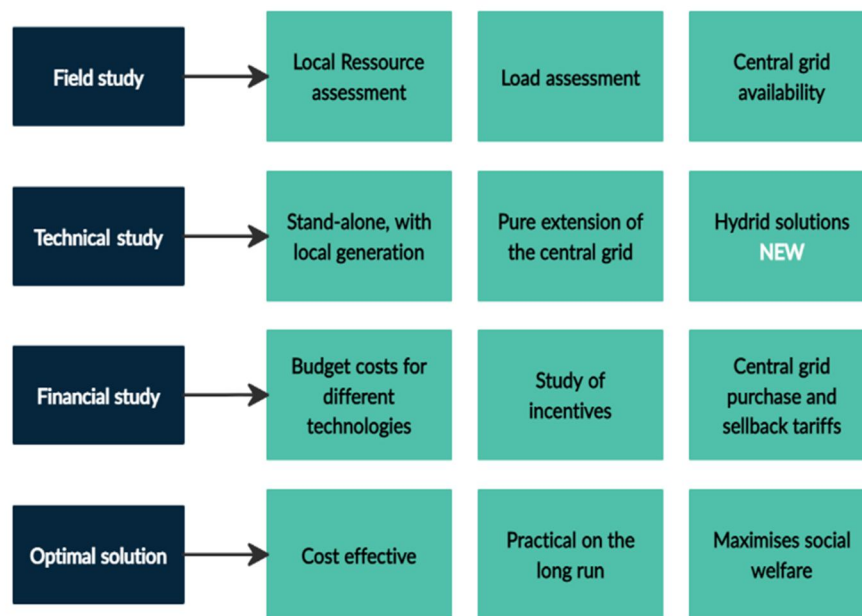 Field study
Local Ressource
assessment
Load assessment
Central grid
availability
Technical study
Stand-alone, with
local generation
Pure extension of
the central grid
Hydrid solutions
NEW
Financial study
Budget costs for
different
technologies
Study of
incentives
Central grid
purchase and
sellback tariffs
Optimal solution
Cost effective
Practical on the
long run
Maximises social
welfare